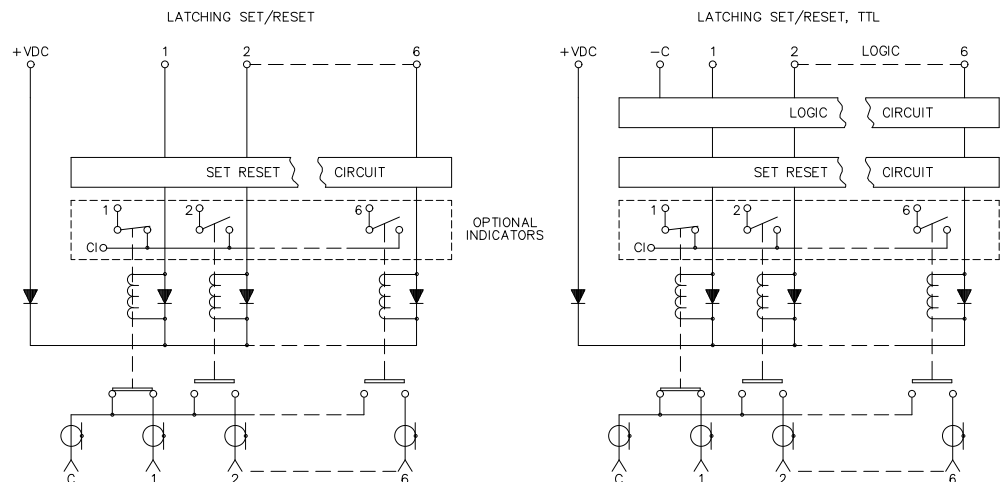 LATCHING SET/RESET
+VDC 1 2 6
SET RESET CIRCUIT
1 2 6
CI
OPTIONAL
INDICATORS
C 1 2 6
LATCHING SET/RESET, TTL
+VDC -C 1 2 LOGIC 6
LOGIC CIRCUIT
SET RESET CIRCUIT
1 2 6
CI
C 1 2 6